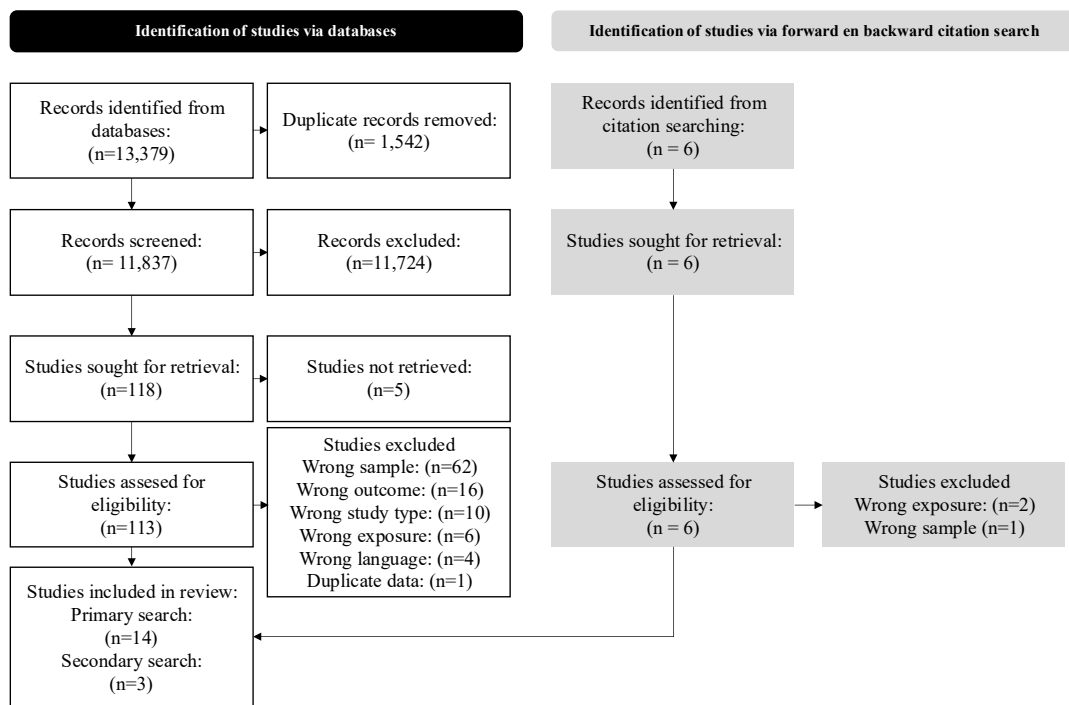 Identification of studies via databases
Identification of studies via forward en backward citation search
Records identified from
databases:
(n=13,379)
Duplicate records removed:
(n= 1,542)
Records identified from
citation searching:
(n = 6)
Records screened:
(n= 11,837)
Records excluded:
(n=11,724)
Studies sought for retrieval:
(n = 6)
Studies sought for retrieval:
(n=118)
Studies not retrieved:
(n=5)
Studies assesed for
eligibility:
(n=113)
Studies excluded
Wrong sample: (n=62)
Wrong outcome: (n=16)
Wrong study type: (n=10)
Wrong exposure: (n=6)
Wrong language: (n=4)
Duplicate data: (n=1)
Studies assessed for
eligibility:
(n = 6)
Studies excluded
Wrong exposure: (n=2)
Wrong sample (n=1)
Studies included in review:
Primary search:
(n=14)
Secondary search:
(n=3)